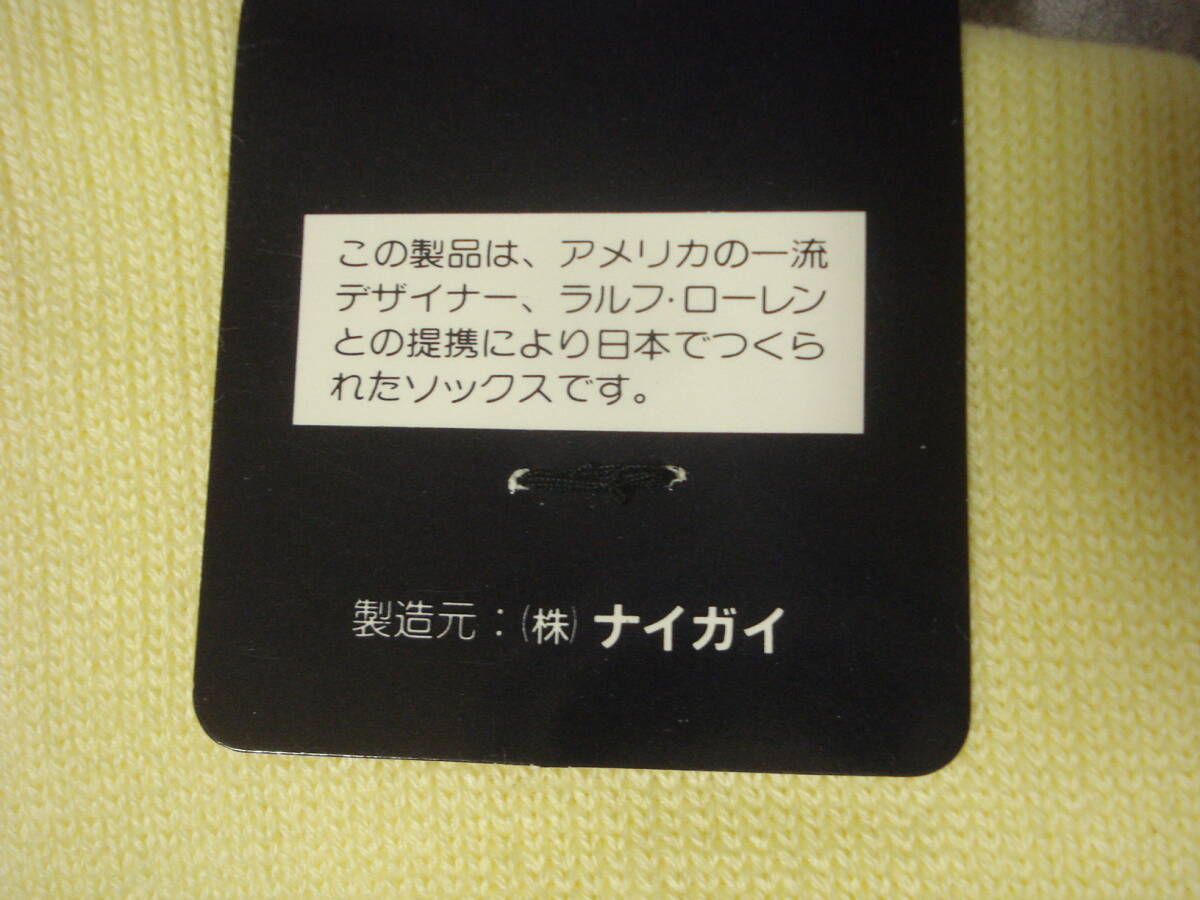 この製品は、アメリカの一流
デザイナー、ラルフ·ローレン
との提携により日本でつくら
れたソックスです。
製造元：(株) ナイガイ